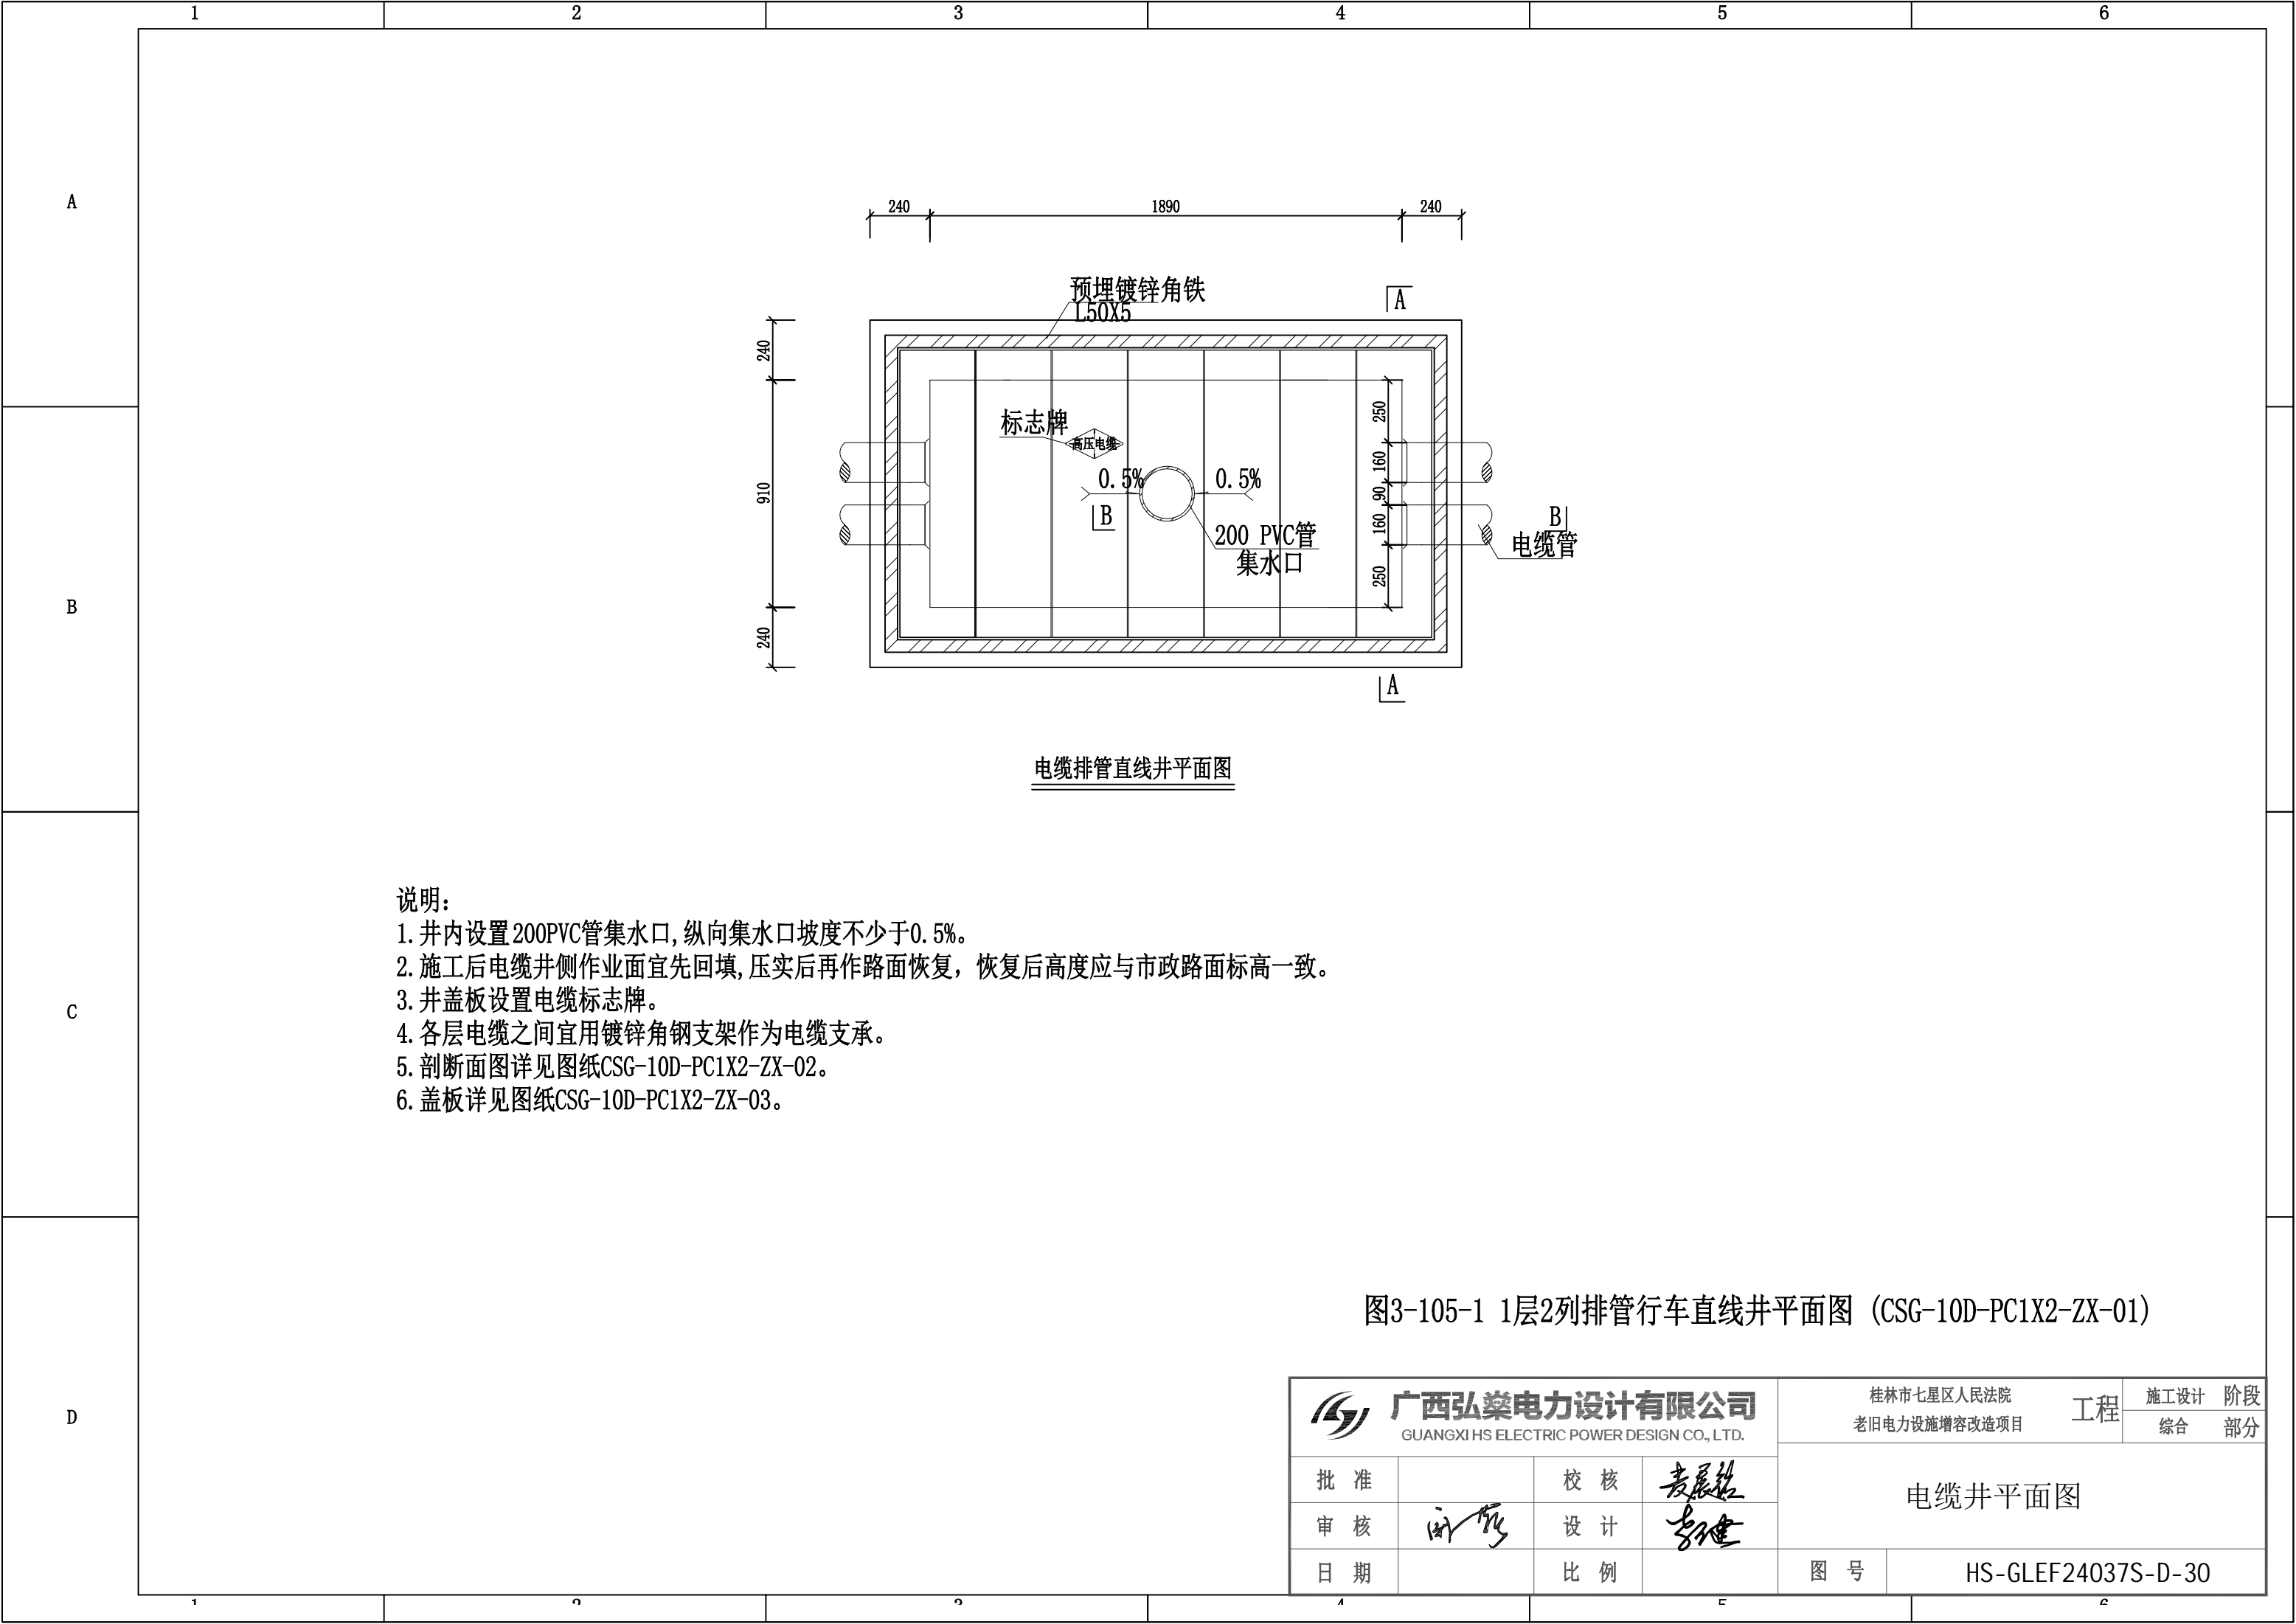 1 2 3 4 5 6
A
B
C
D
240 1890 240
预埋镀锌角铁
L50X5
A
240
910
240
标志牌
高压电缆
0.5% 0.5%
B
200 PVC管
集水口
250
160
90
160
250
B
电缆管
A
电缆排管直线井平面图
说明:
1.井内设置200PVC管集水口,纵向集水口坡度不少于0.5%。
2.施工后电缆井侧作业面宜先回填,压实后再作路面恢复，恢复后高度应与市政路面标高一致。
3.井盖板设置电缆标志牌。
4.各层电缆之间宜用镀锌角钢支架作为电缆支承。
5.剖断面图详见图纸CSG-10D-PC1X2-ZX-02。
6.盖板详见图纸CSG-10D-PC1X2-ZX-03。
图3-105-1 1层2列排管行车直线井平面图 (CSG-10D-PC1X2-ZX-01)
广西弘燊电力设计有限公司
GUANGXI HS ELECTRIC POWER DESIGN CO., LTD.
桂林市七星区人民法院
老旧电力设施增容改造项目
工程
施工设计 阶段
综合 部分
批 准 校 核
审 核 设 计
日 期 比 例
电缆井平面图
图 号 HS-GLEF24037S-D-30